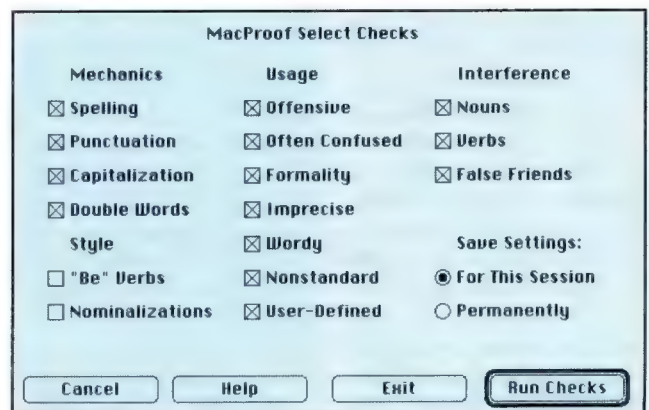 MacProof Select Checks
Mechanics Usage Interference
Spelling Offensive Nouns
Punctuation Often Confused Verbs
Capitalization Formality False Friends
Double Words Imprecise
Style Wordy Save Settings:
"Be" Verbs Nonstandard For This Session
Nominalizations User-Defined Permanently
Cancel Help Exit Run Checks